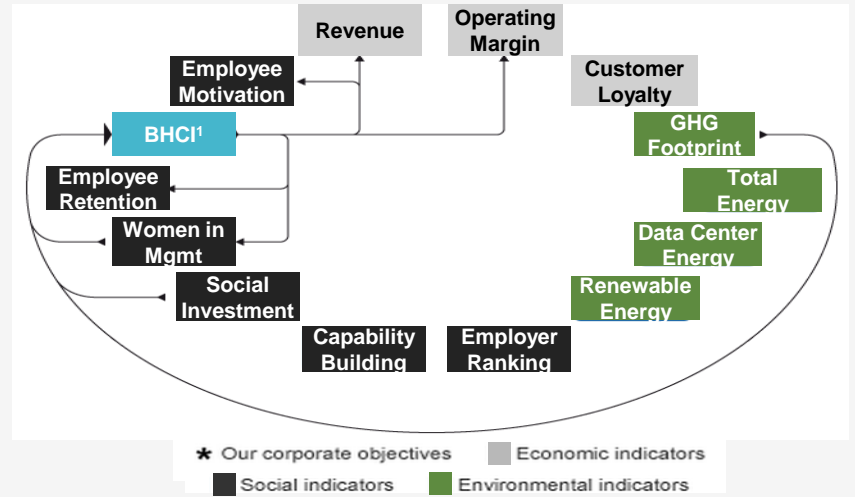 Revenue
Operating
Margin
Employee
Motivation
Customer
Loyalty
BHCI¹
GHG
Footprint
Employee
Retention
Total
Energy
Women in
Mgmt
Data Center
Energy
Social
Investment
Renewable
Energy
Capability
Building
Employer
Ranking
* Our corporate objectives
Economic indicators
Social indicators
Environmental indicators